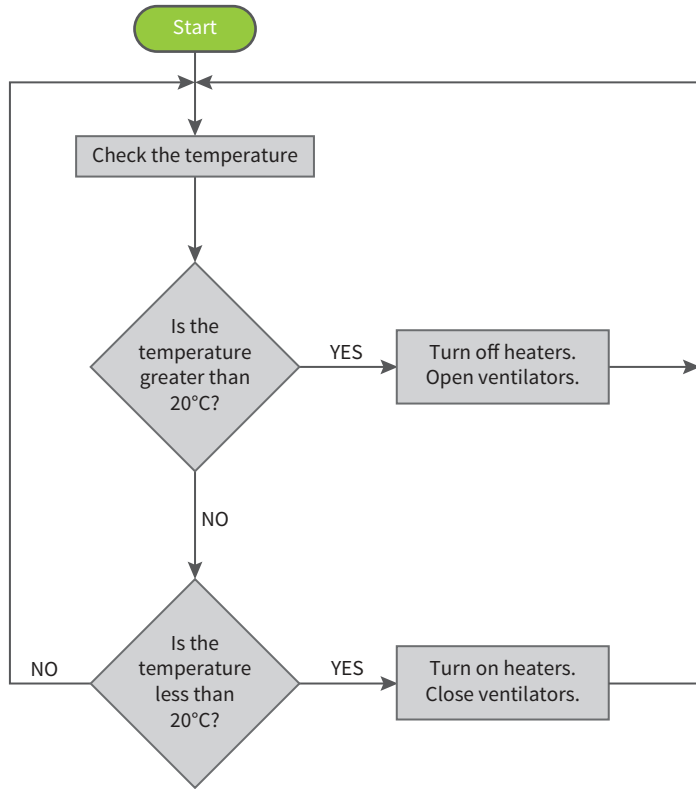 Start
Check the temperature
Is the
temperature
greater than
20°C?
YES
Turn off heaters.
Open ventilators.
NO
Is the
temperature
less than
20°C?
NO
YES
Turn on heaters.
Close ventilators.